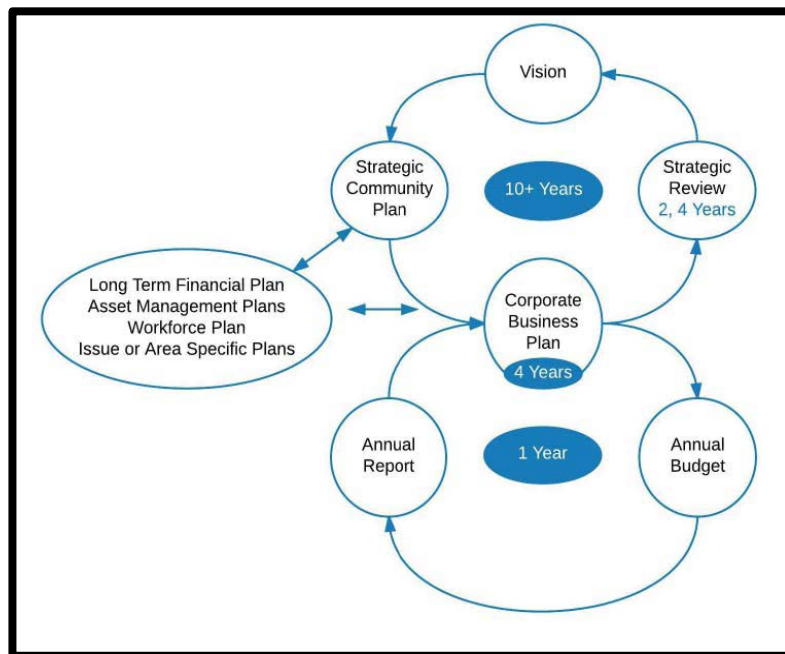 Vision
Strategic
Community
Plan
10+ Years
Strategic
Review
2, 4 Years
Long Term Financial Plan
Asset Management Plans
Workforce Plan
Issue or Area Specific Plans
Corporate
Business
Plan
4 Years
Annual
Report
1 Year
Annual
Budget